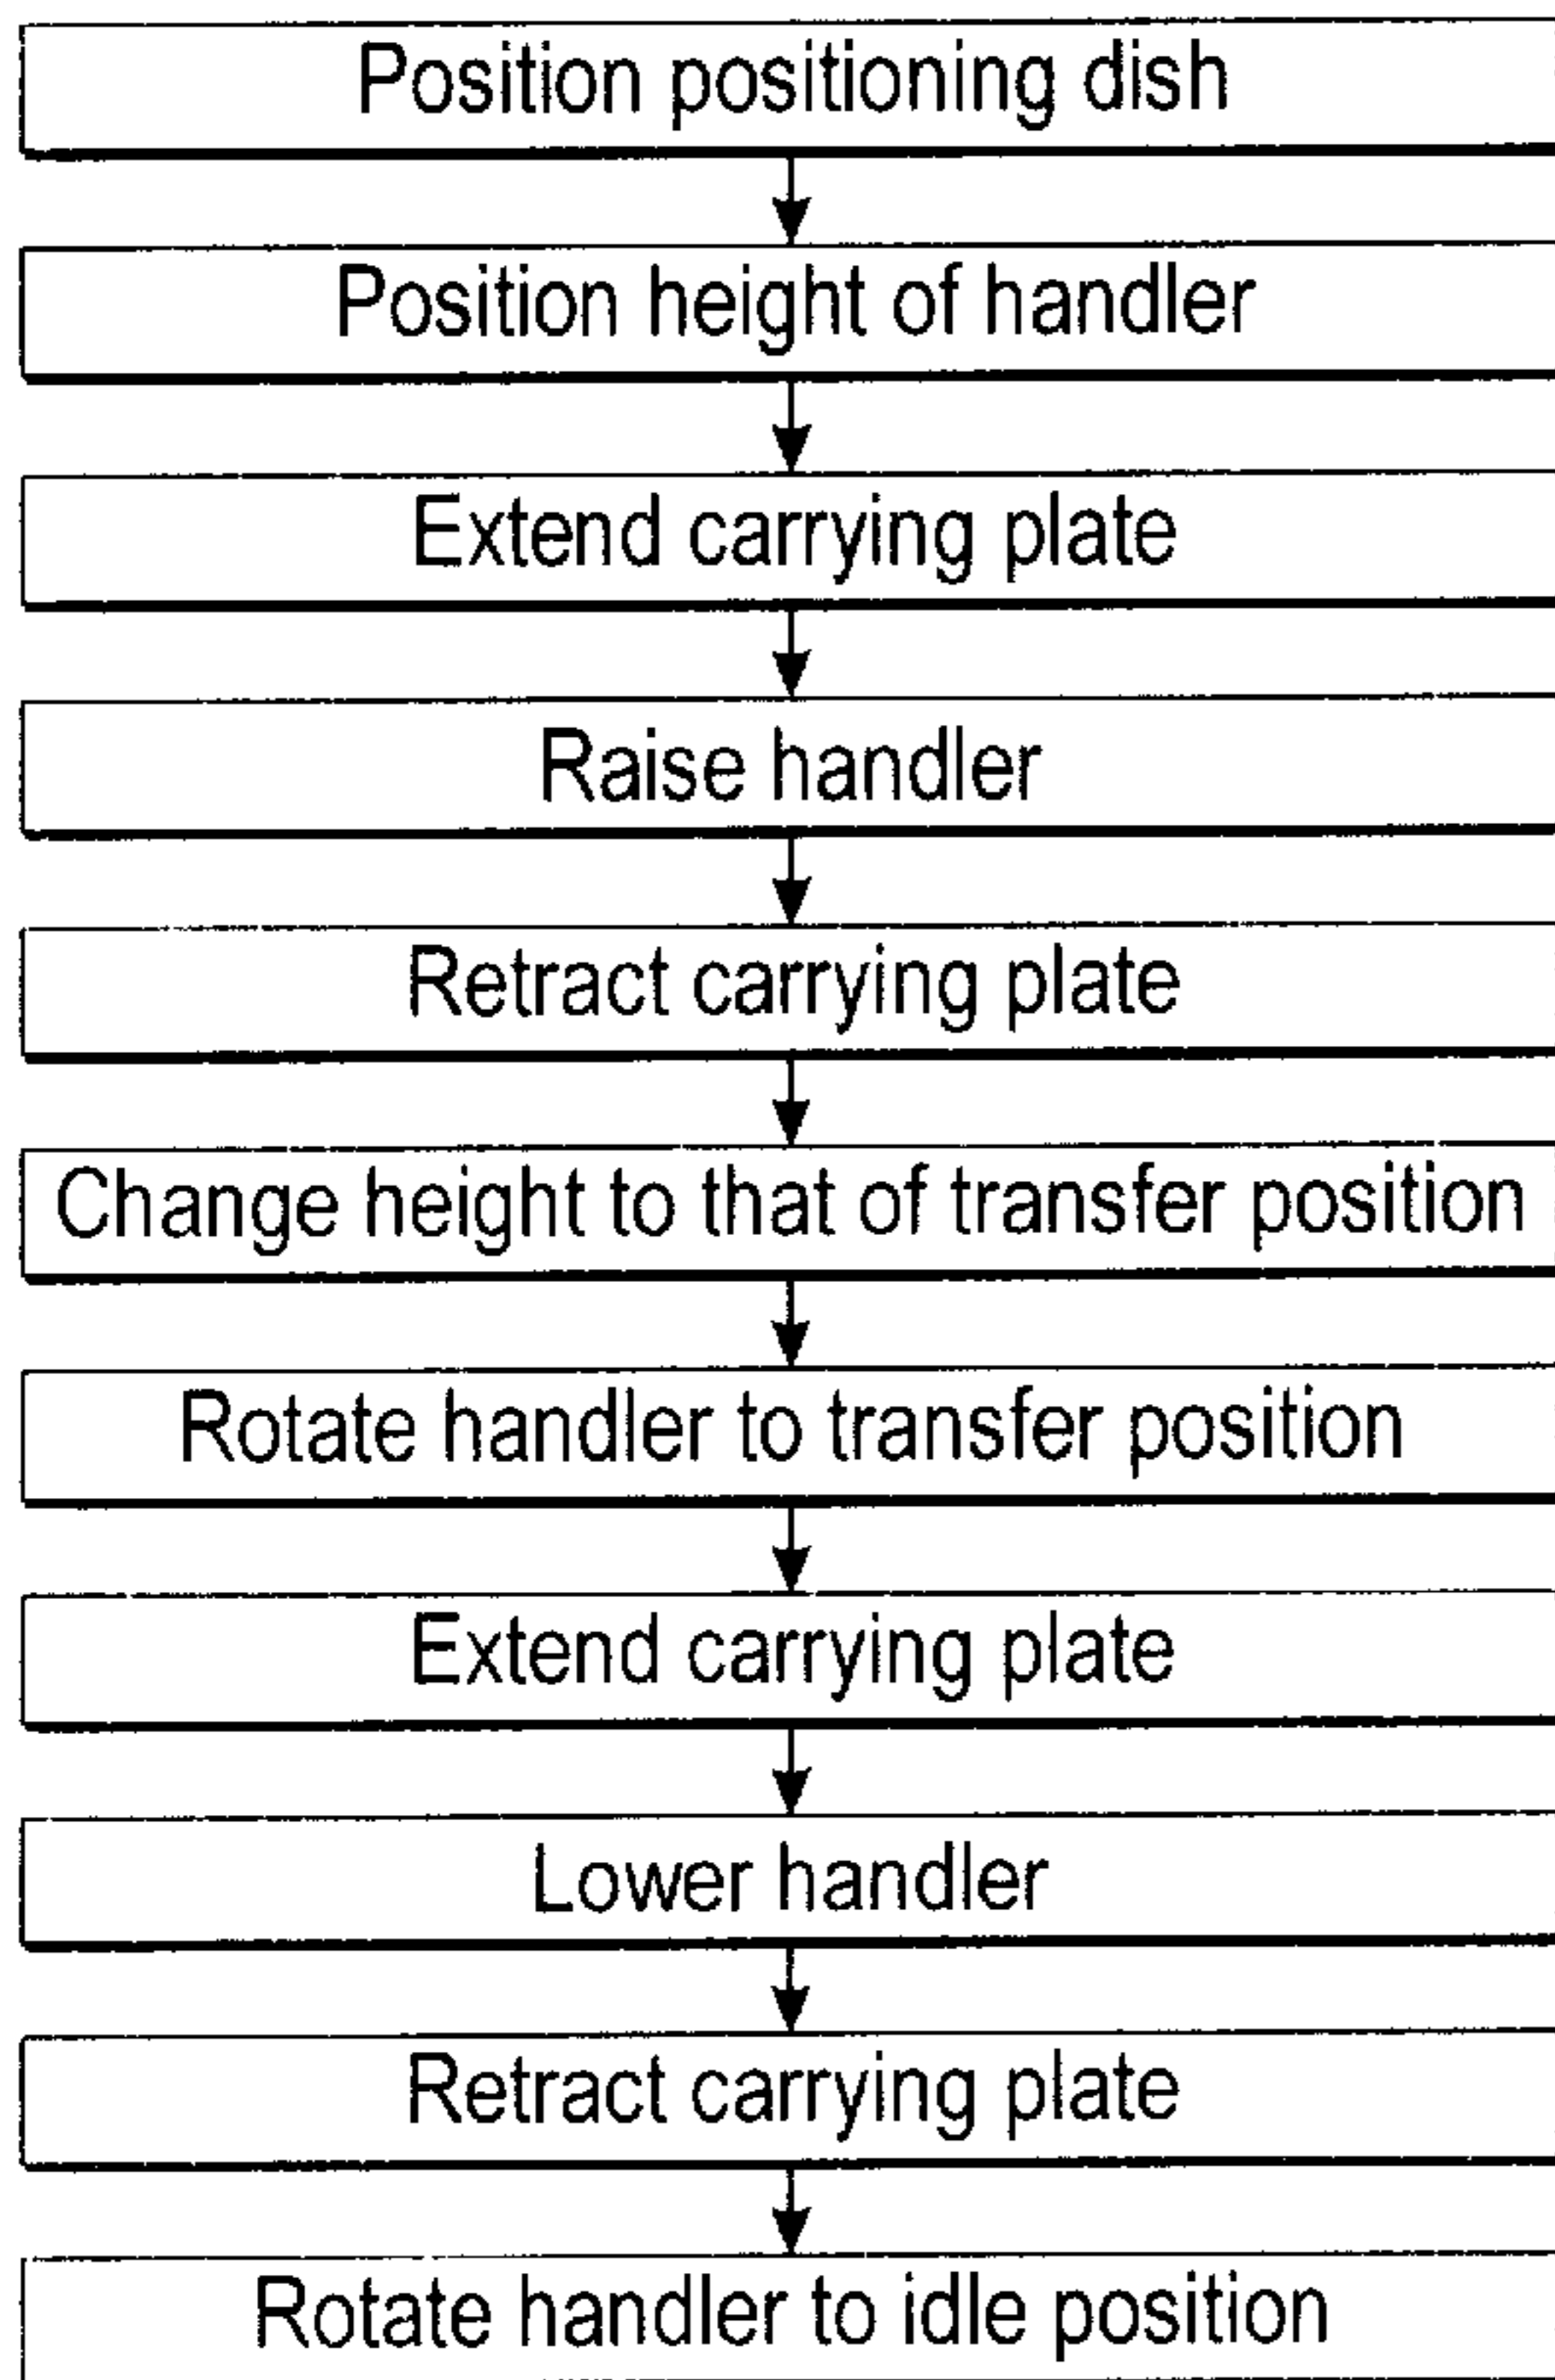 Position positioning dish
Position height of handler
Extend carrying plate
Raise handler
Retract carrying plate
Change height to that of transfer position
Rotate handler to transfer position
Extend carrying plate
Lower handler
Retract carrying plate
Rotate handler to idle position